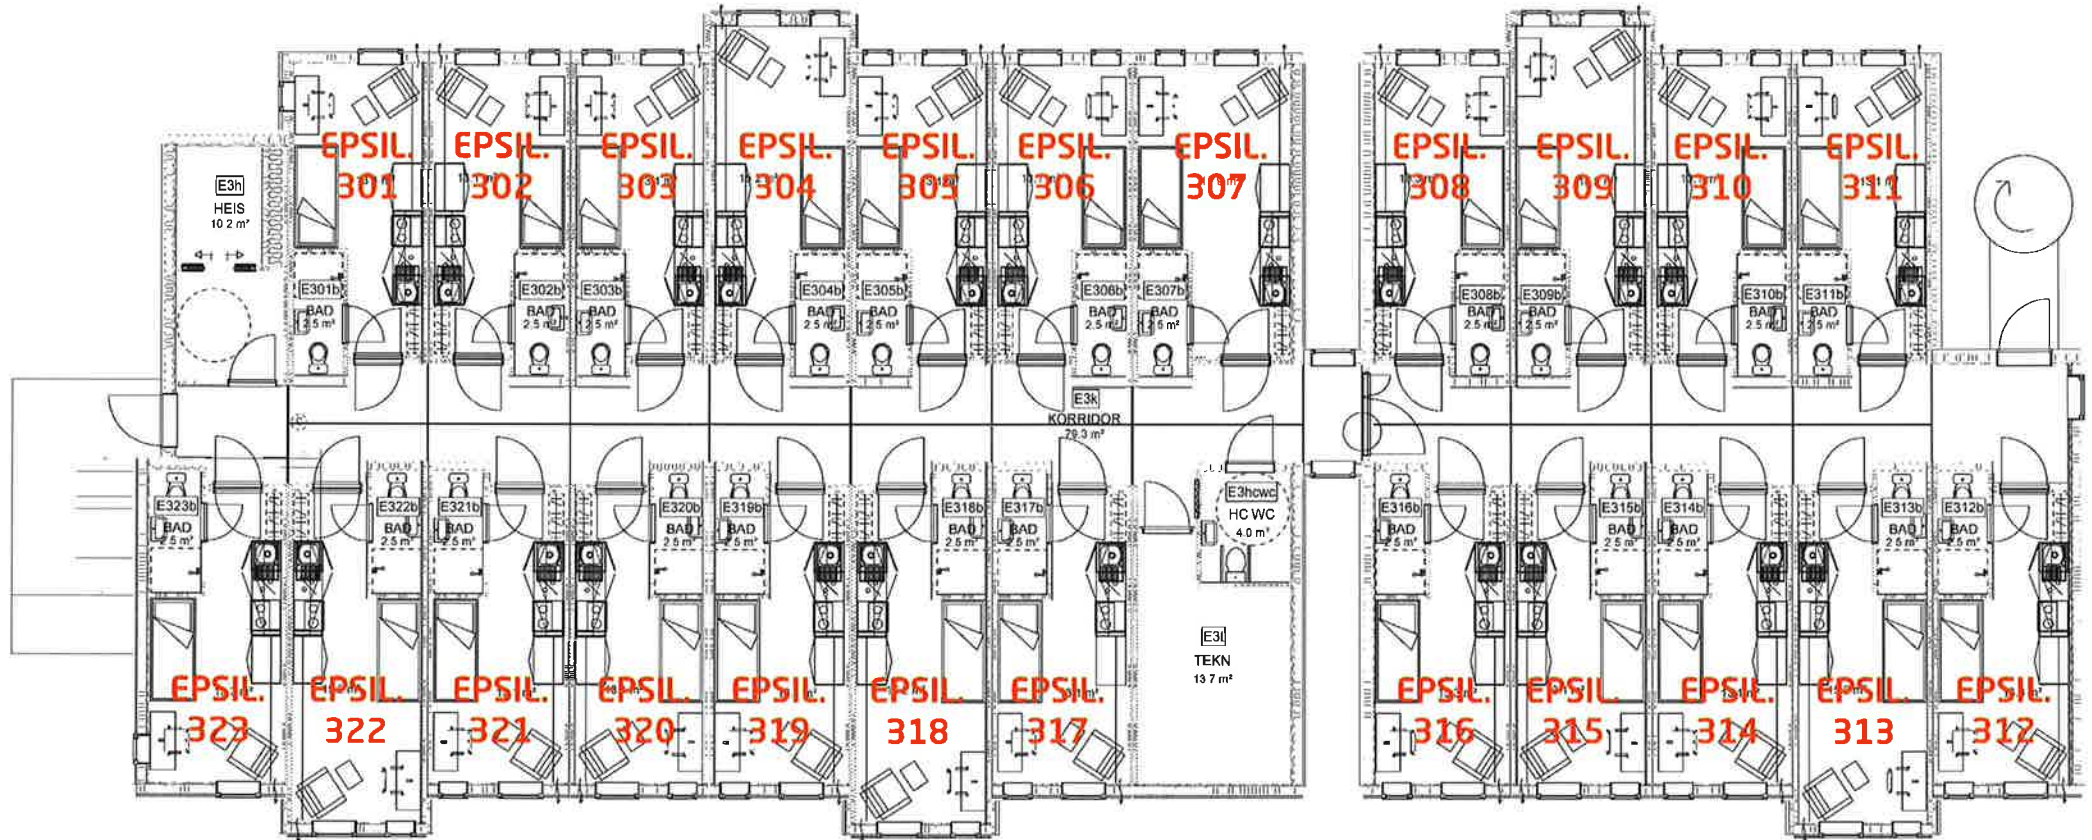 EPSIL.
301
EPSIL.
302
EPSIL.
303
EPSIL.
304
EPSIL.
305
EPSIL.
306
EPSIL.
307
EPSIL.
308
EPSIL.
309
EPSIL.
310
EPSIL.
311
E3h
HEIS
10.2 m²
E301b
BAD
2.5 m²
E302b
BAD
2.5 m²
E303b
BAD
2.5 m²
E304b
BAD
2.5 m²
E305b
BAD
2.5 m²
E306b
BAD
2.5 m²
E307b
BAD
2.5 m²
E308b
BAD
2.5 m²
E309b
BAD
2.5 m²
E310b
BAD
2.5 m²
E311b
BAD
2.5 m²
E3k
KORRIDOR
79.3 m²
E323b
BAD
2.5 m²
E322b
BAD
2.5 m²
E321b
BAD
2.5 m²
E320b
BAD
2.5 m²
E319b
BAD
2.5 m²
E318b
BAD
2.5 m²
E317b
BAD
2.5 m²
E3hcwc
HC WC
4.0 m²
E316b
BAD
2.5 m²
E315b
BAD
2.5 m²
E314b
BAD
2.5 m²
E313b
BAD
2.5 m²
E312b
BAD
2.5 m²
E3t
TEKN
13.7 m²
EPSIL.
323
EPSIL.
322
EPSIL.
321
EPSIL.
320
EPSIL.
319
EPSIL.
318
EPSIL.
317
EPSIL.
316
EPSIL.
315
EPSIL.
314
EPSIL.
313
EPSIL.
312